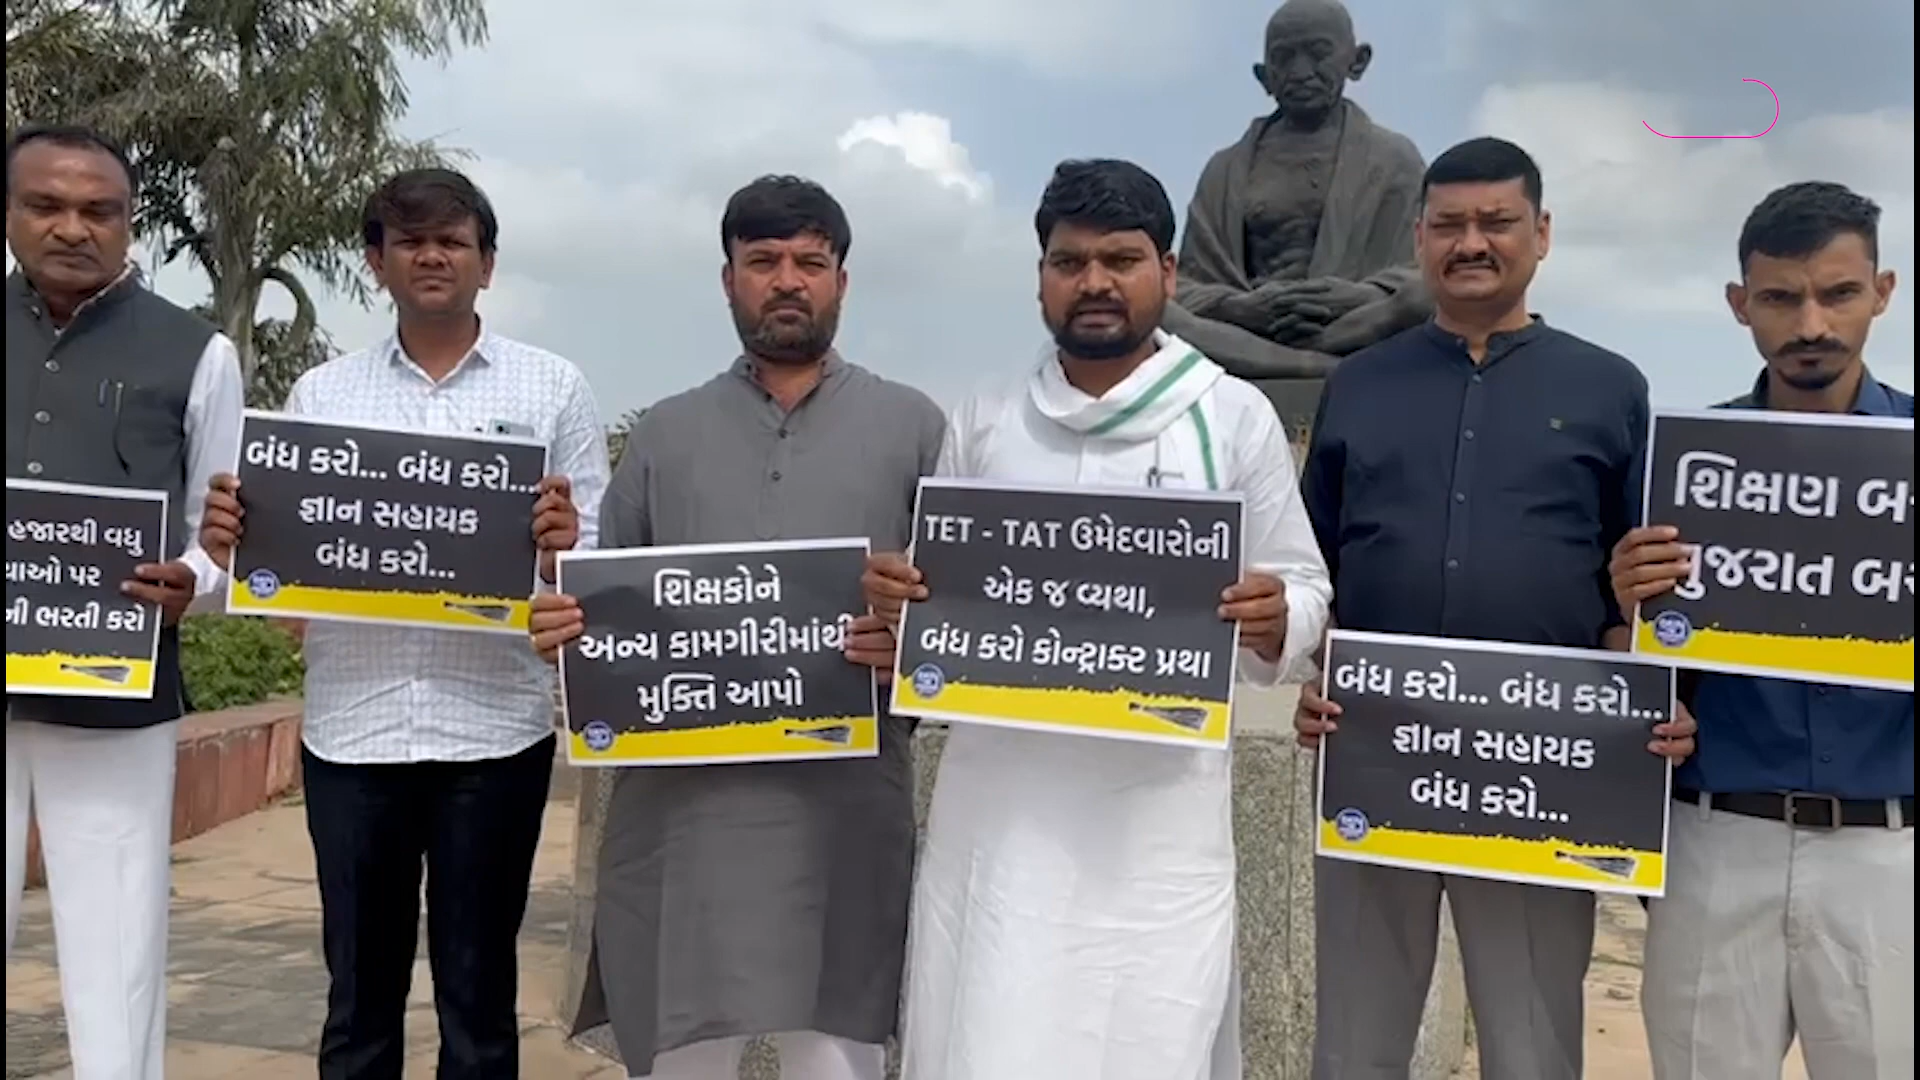 હજારથી વધુ
પર
ની ભરતી કરો
બંધ કરો... બંધ કરો...
જ્ઞાન સહાયક
બંધ કરો...
શિક્ષકોને
અન્ય કામગીરીમાંથી
મુક્તિ આપો
TET - TAT ઉમેદવારોની
એક જ વ્યથા,
બંધ કરો કોન્ટ્રાક્ટ પ્રથા
બંધ કરો... બંધ કરો...
જ્ઞાન સહાયક
બંધ કરો...
શિક્ષણ
ગુજરાત